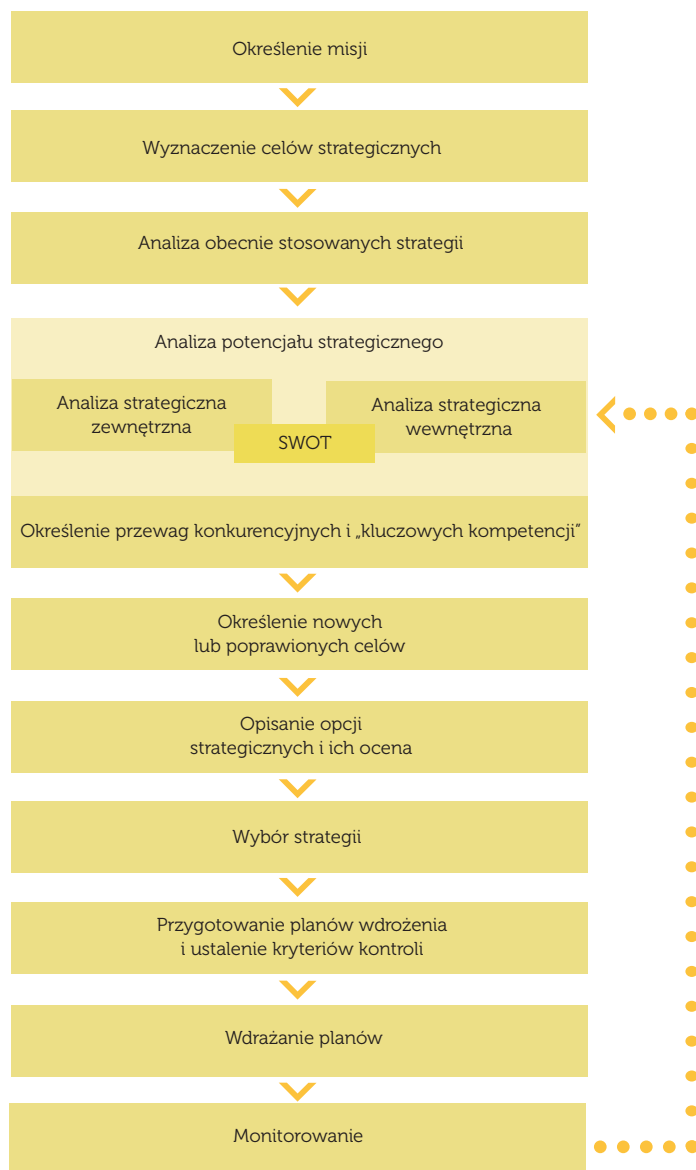 Określenie misji
Wyznaczenie celów strategicznych
Analiza obecnie stosowanych strategii
Analiza potencjału strategicznego
Analiza strategiczna
zewnętrzna
Analiza strategiczna
wewnętrzna
SWOT
Określenie przewag konkurencyjnych i „kluczowych kompetencji”
Określenie nowych
lub poprawionych celów
Opisanie opcji
strategicznych i ich ocena
Wybór strategii
Przygotowanie planów wdrożenia
i ustalenie kryteriów kontroli
Wdrażanie planów
Monitorowanie